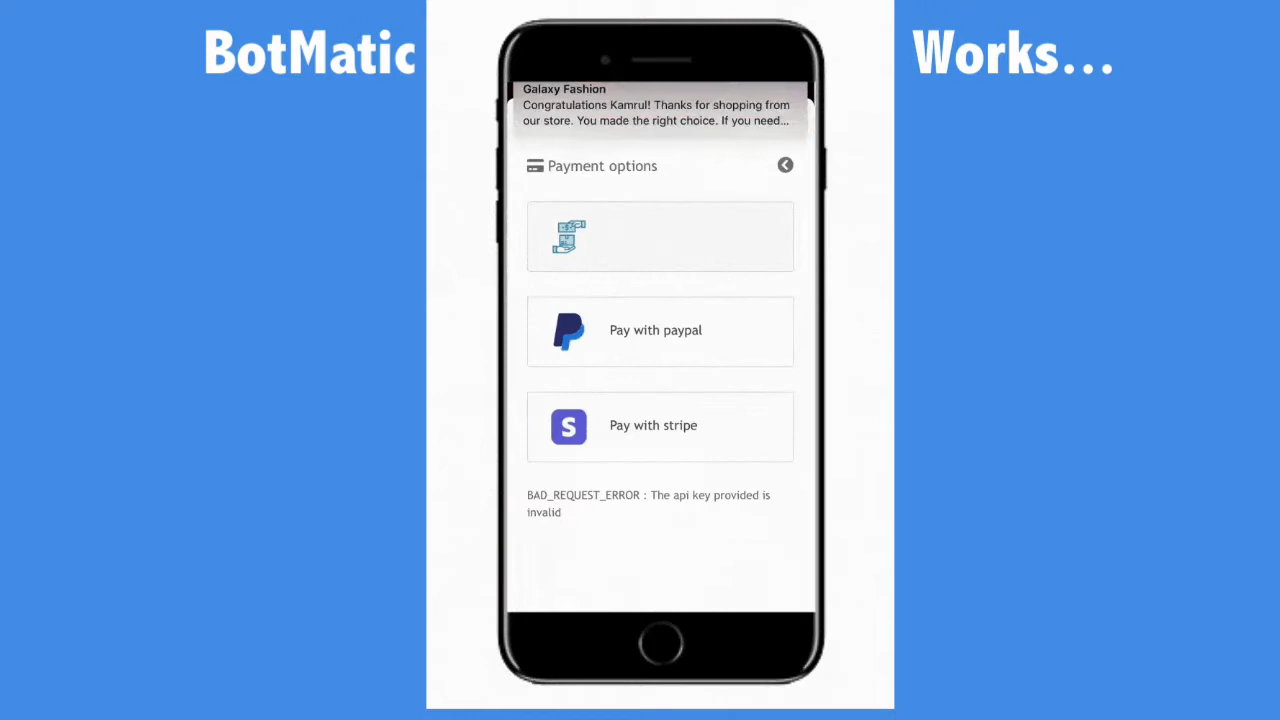 BotMatic Works...
Galaxy Fashion
Congratulations Kamrul! Thanks for shopping from
our store. You made the right choice. If you need...
Payment options
Pay with paypal
S
Pay with stripe
BAD_REQUEST_ERROR : The api key provided is
invalid